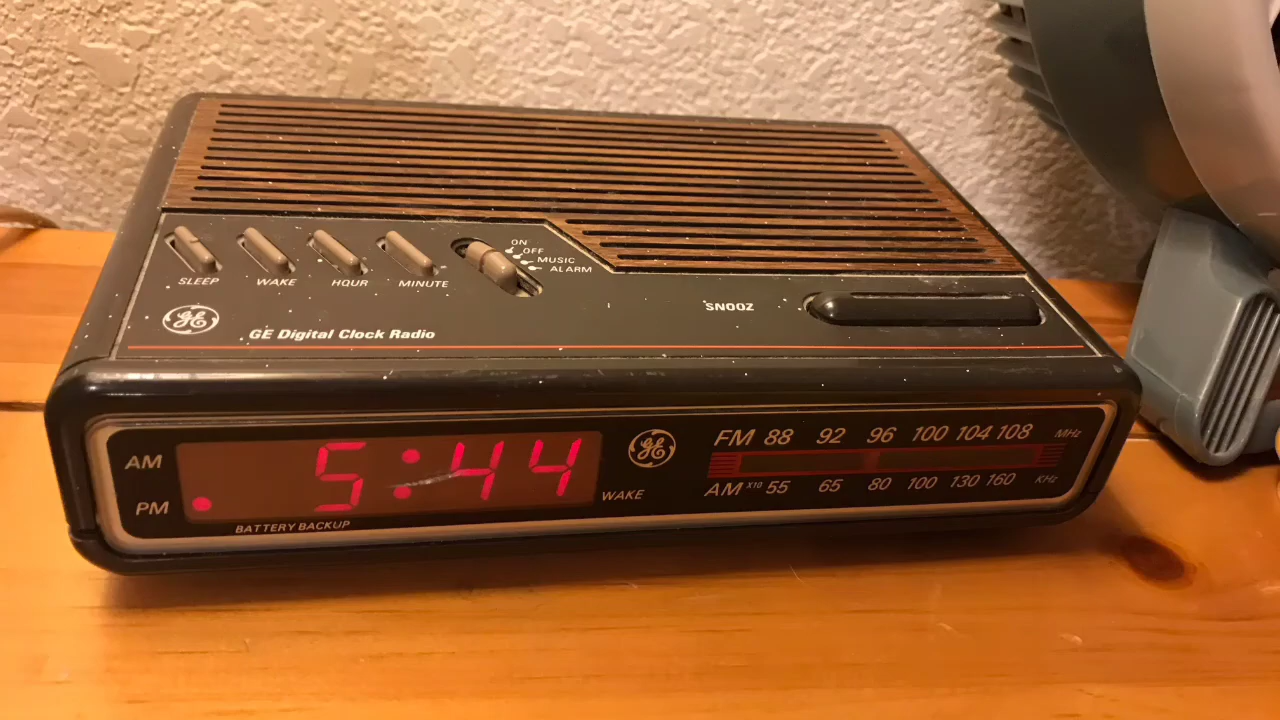 ON
OFF
MUSIC
ALARM
SLEEP WAKE HOUR MINUTE
SNOOZ
GE GE Digital Clock Radio
AM
PM
5:44
BATTERY BACKUP
GE
WAKE
FM 88 92 96 100 104 108 MHz
AM X10 55 65 80 100 130 160 KHz